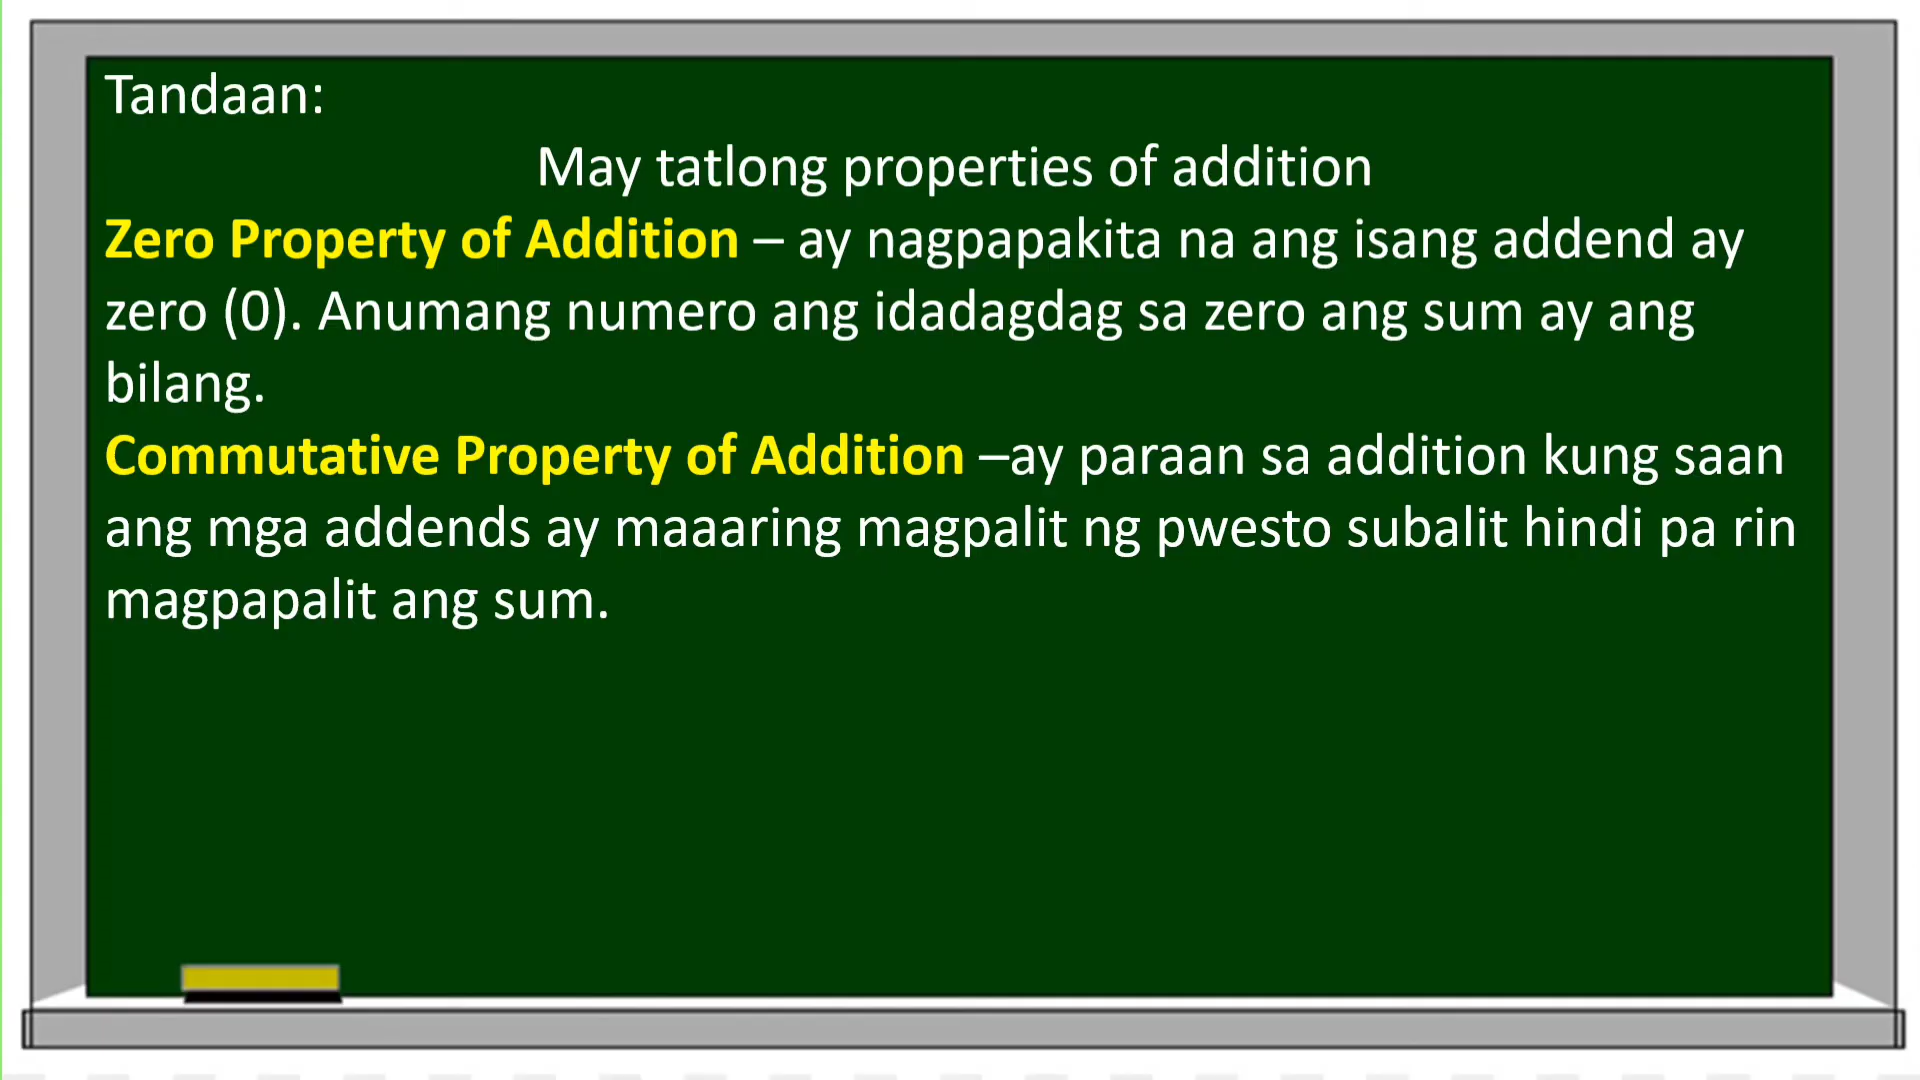 Tandaan:
May tatlong properties of addition
Zero Property of Addition – ay nagpapakita na ang isang addend ay
zero (0). Anumang numero ang idadagdag sa zero ang sum ay ang
bilang.
Commutative Property of Addition –ay paraan sa addition kung saan
ang mga addends ay maaaring magpalit ng pwesto subalit hindi pa rin
magpapalit ang sum.